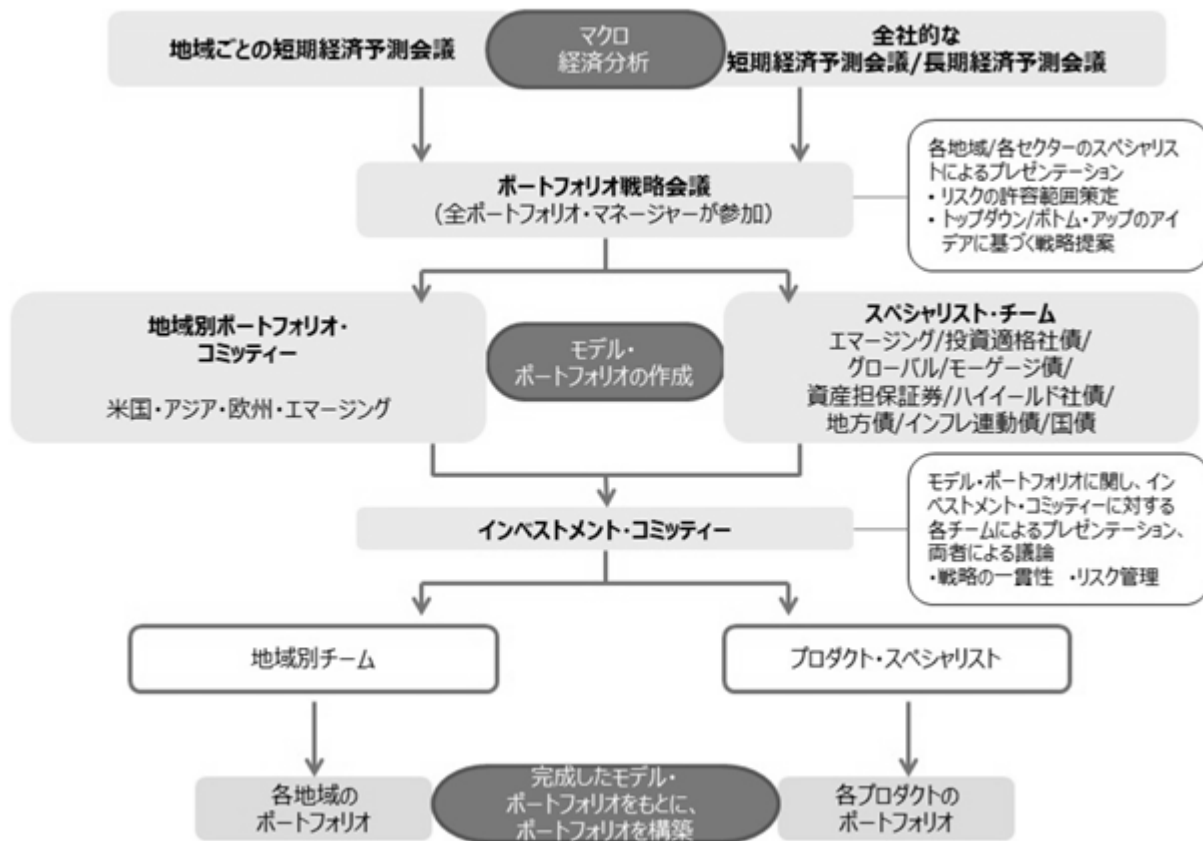 地域ごとの短期経済予測会議
マクロ
経済分析
全社的な
短期経済予測会議/長期経済予測会議
各地域/各セクターのスペシャリス
トによるプレゼンテーション
・リスクの許容範囲策定
・トップダウン/ボトム・アップのアイ
デアに基づく戦略提案
ポートフォリオ戦略会議
（全ポートフォリオ・マネージャーが参加）
地域別ポートフォリオ・
コミッティー
米国・アジア・欧州・エマージング
モデル・
ポートフォリオの作成
スペシャリスト・チーム
エマージング/投資適格社債/
グローバル/モーゲージ債/
資産担保証券/ハイイールド社債/
地方債/インフレ連動債/国債
モデル・ポートフォリオに関し、イン
ベストメント・コミッティーに対する
各チームによるプレゼンテーション、
両者による議論
・戦略の一貫性 ・リスク管理
インベストメント・コミッティー
地域別チーム
プロダクト・スペシャリスト
各地域の
ポートフォリオ
完成したモデル・
ポートフォリオをもとに、
ポートフォリオを構築
各プロダクトの
ポートフォリオ